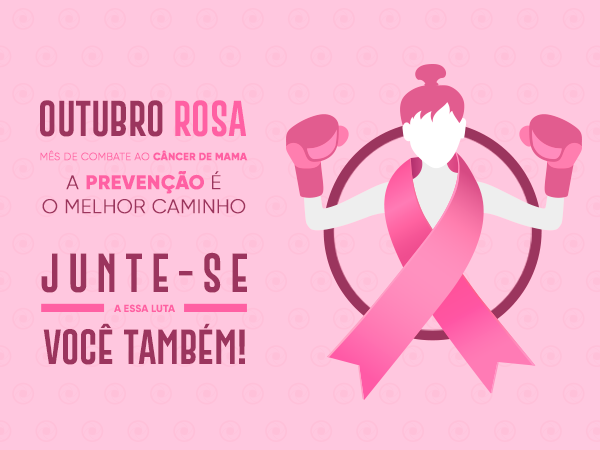 OUTUBRO ROSA
MÊS DE COMBATE AO CÂNCER DE MAMA
A PREVENÇÃO É
O MELHOR CAMINHO
JUNTE-SE
A ESSA LUTA
VOCÊ TAMBÉM!